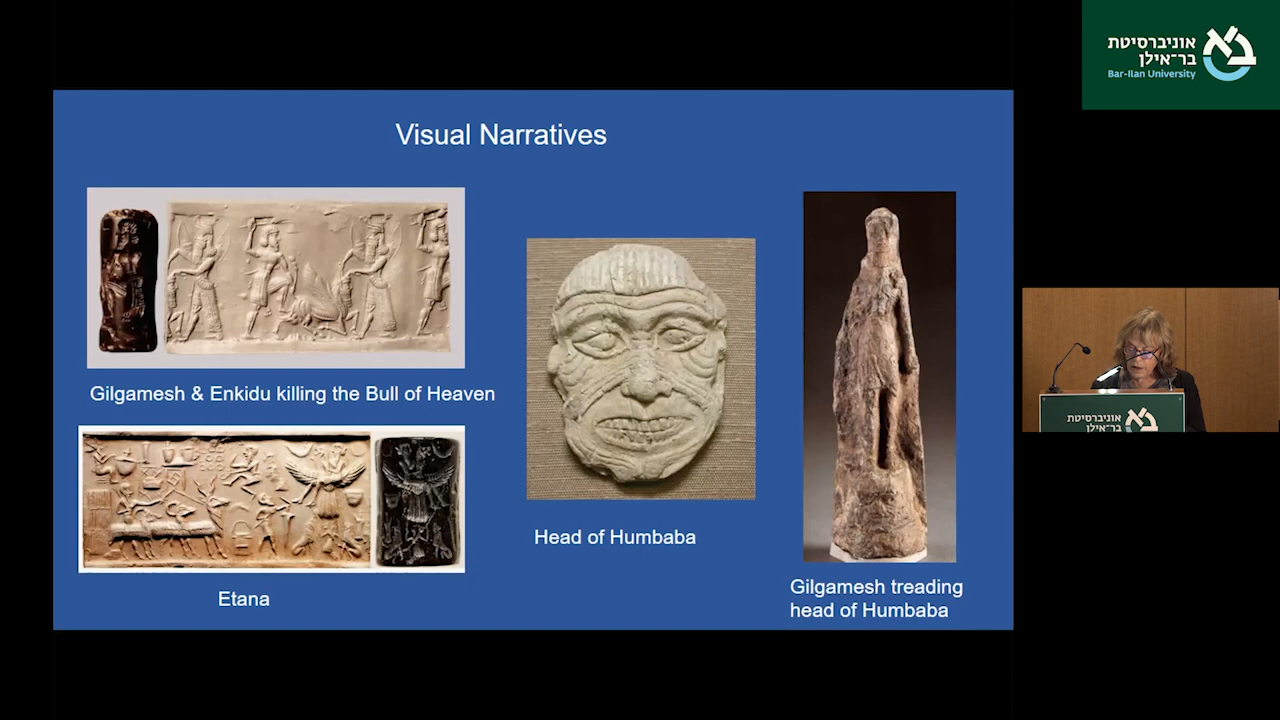 Visual Narratives
Gilgamesh & Enkidu killing the Bull of Heaven
Etana
Head of Humbaba
Gilgamesh treading
head of Humbaba
אוניברסיטת
בר־אילן
Bar-Ilan University
אוניברסיטת
בר־אילן